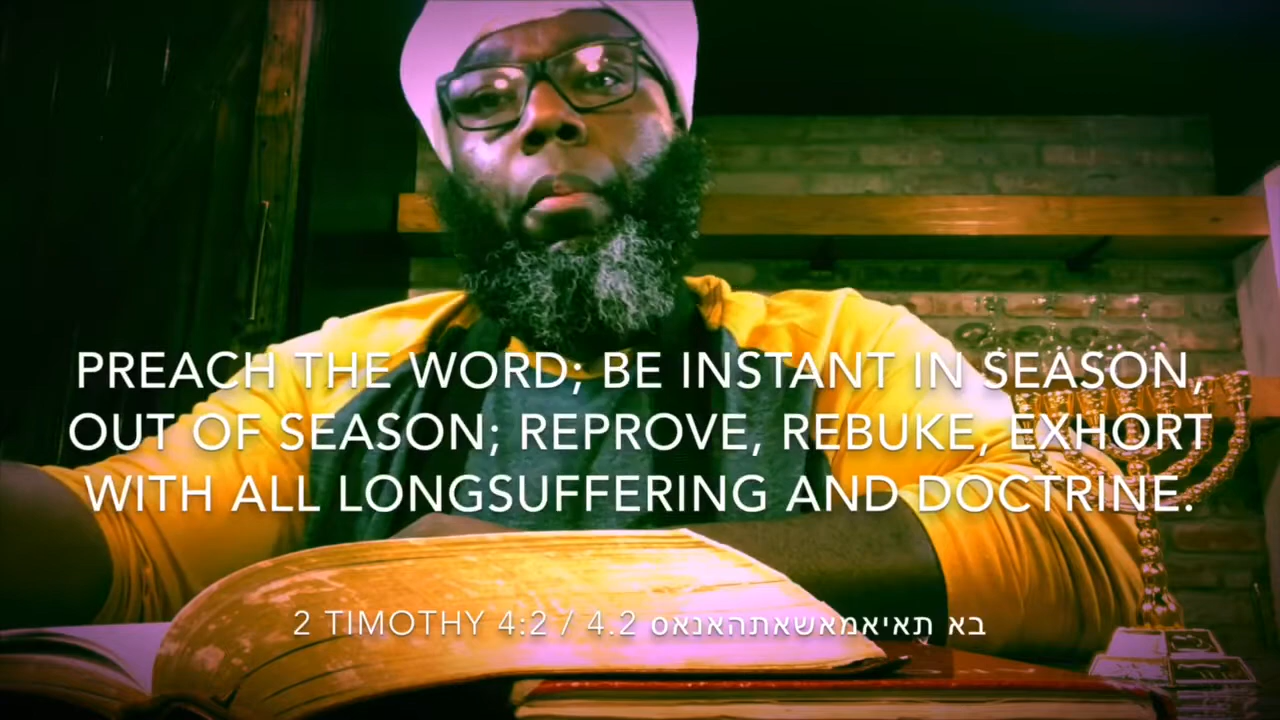 PREACH THE WORD; BE INSTANT IN SEASON,
OUT OF SEASON; REPROVE, REBUKE, EXHORT
WITH ALL LONGSUFFERING AND DOCTRINE.
2 TIMOTHY 4:2 / 4.2 בא תאיאמאשאתהאנאס